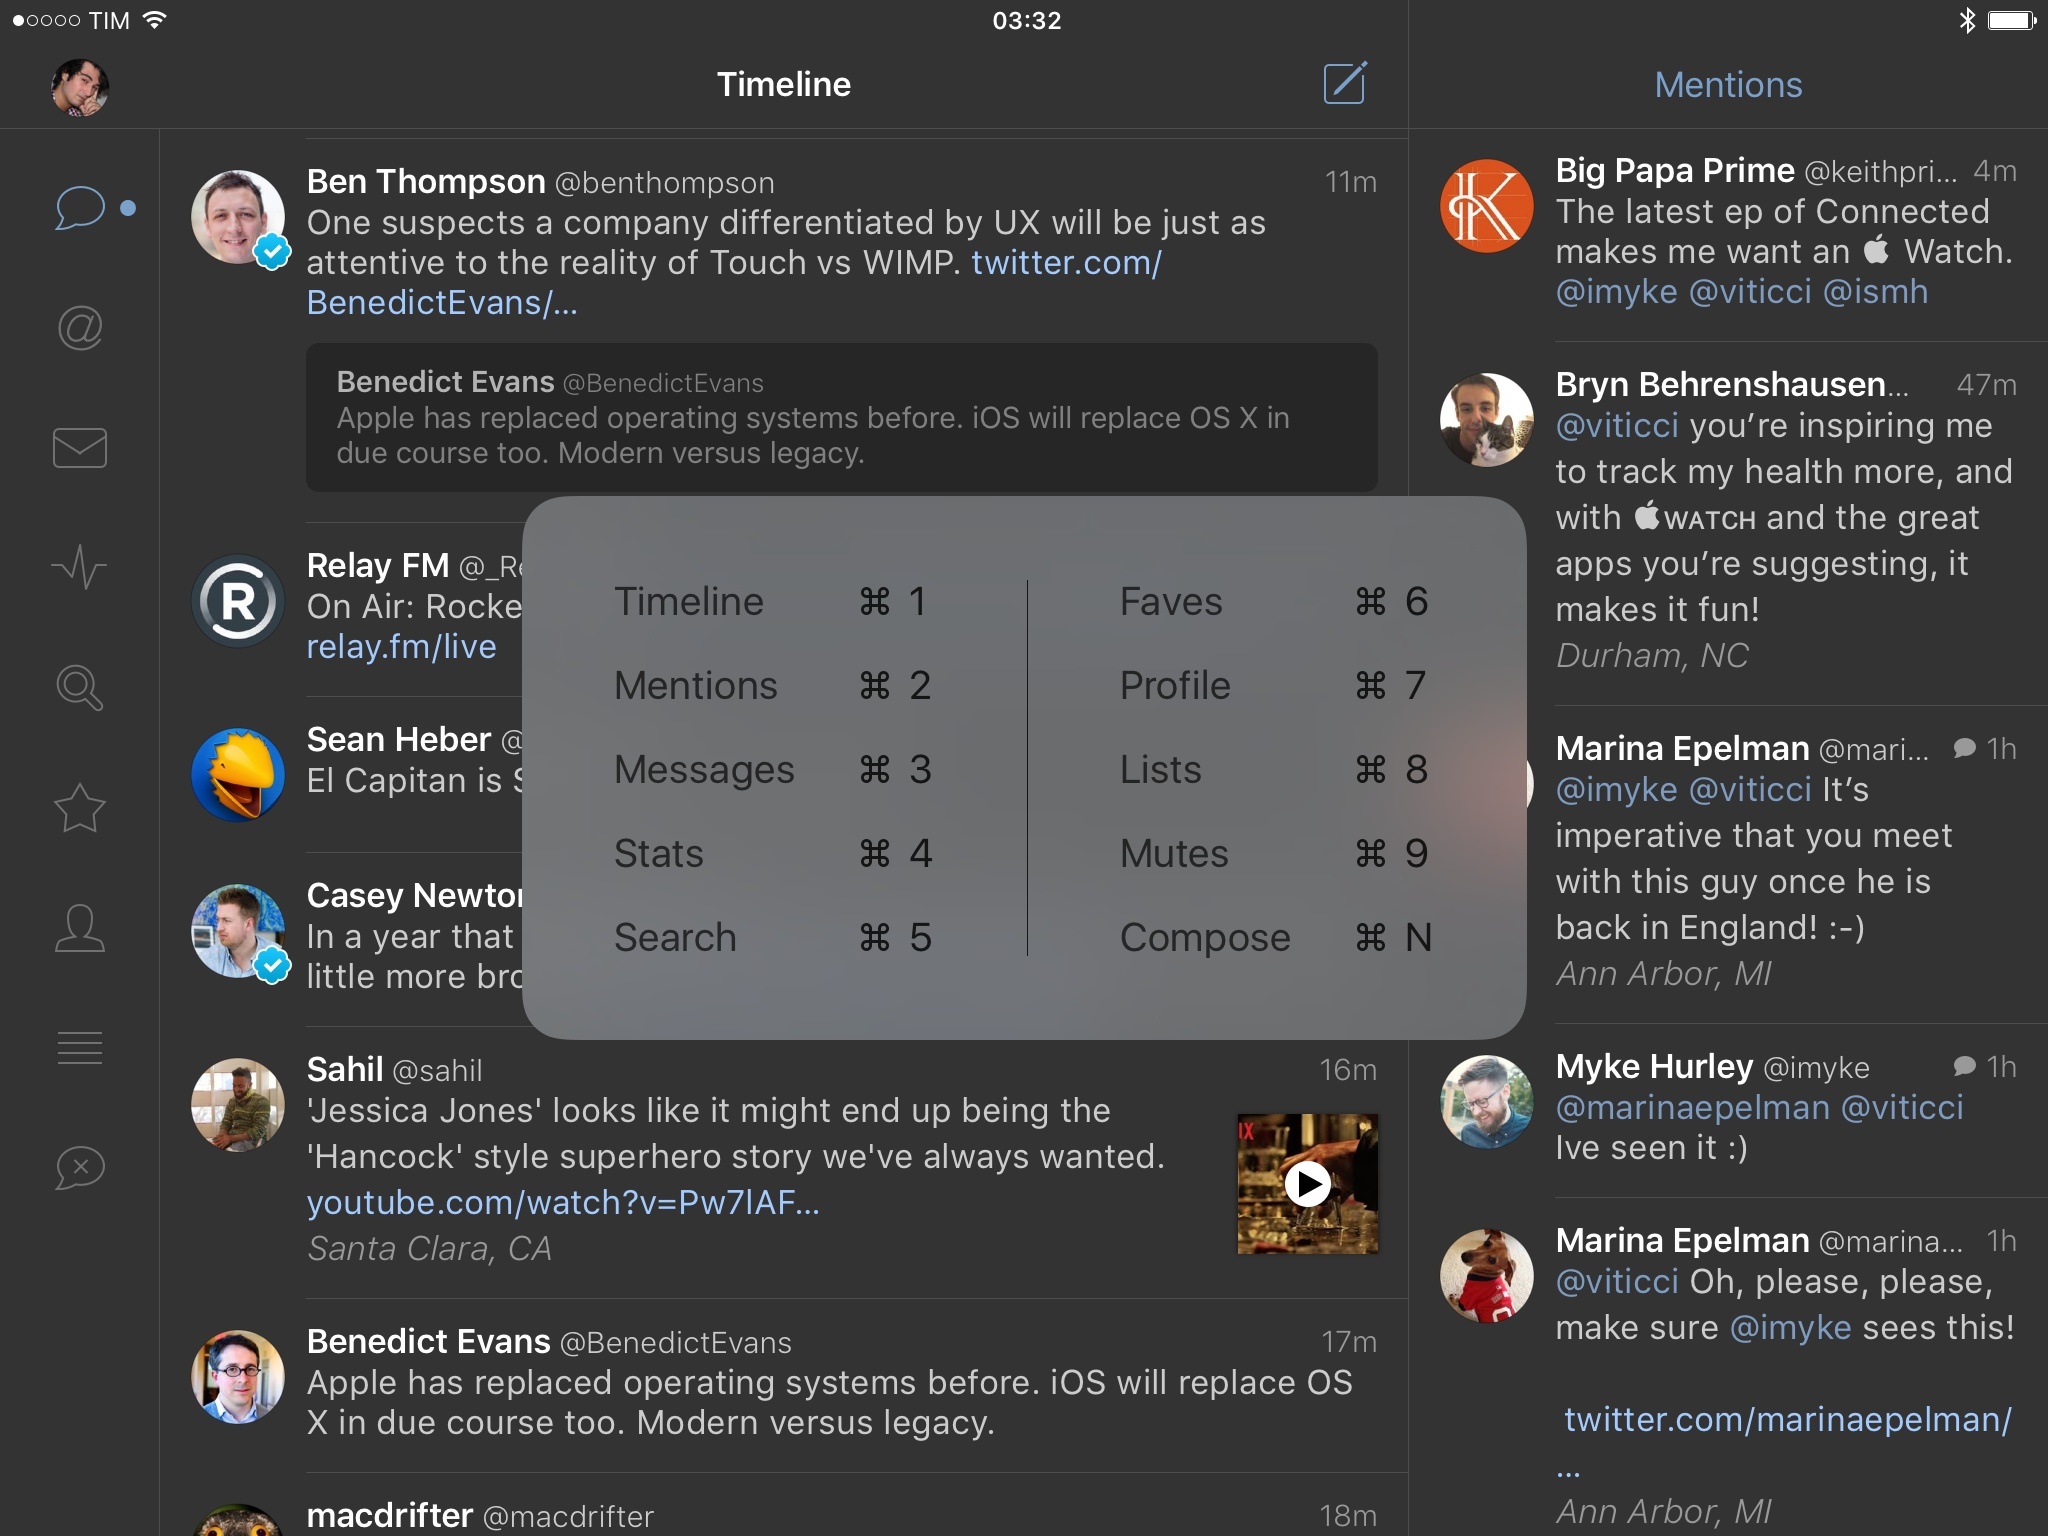 TIM
03:32
Timeline
Ben Thompson @benthompson 11m
One suspects a company differentiated by UX will be just as
attentive to the reality of Touch vs WIMP. twitter.com/
BenedictEvans/...
Benedict Evans @BenedictEvans
Apple has replaced operating systems before. iOS will replace OS X in
due course too. Modern versus legacy.
Relay FM @_Re
On Air: Rocke
relay.fm/live
Sean Heber @
El Capitan is S
Casey Newton
In a year that
little more bro
Sahil @sahil 16m
'Jessica Jones' looks like it might end up being the
'Hancock' style superhero story we've always wanted.
youtube.com/watch?v=Pw7lAF...
Santa Clara, CA
IX
Benedict Evans @BenedictEvans 17m
Apple has replaced operating systems before. iOS will replace OS
X in due course too. Modern versus legacy.
macdrifter @macdrifter 18m
Timeline ⌘ 1
Mentions ⌘ 2
Messages ⌘ 3
Stats ⌘ 4
Search ⌘ 5
Faves ⌘ 6
Profile ⌘ 7
Lists ⌘ 8
Mutes ⌘ 9
Compose ⌘ N
Mentions
Big Papa Prime @keithpri... 4m
The latest ep of Connected
makes me want an  Watch.
@imyke @viticci @ismh
Bryn Behrenshausen... 47m
@viticci you’re inspiring me
to track my health more, and
with WATCH and the great
apps you’re suggesting, it
makes it fun!
Durham, NC
Marina Epelman @mari... 1h
@imyke @viticci It’s
imperative that you meet
with this guy once he is
back in England! :-)
Ann Arbor, MI
Myke Hurley @imyke 1h
@marinaepelman @viticci
Ive seen it :)
Marina Epelman @marina... 1h
@viticci Oh, please, please,
make sure @imyke sees this!
twitter.com/marinaepelman/
...
Ann Arbor, MI